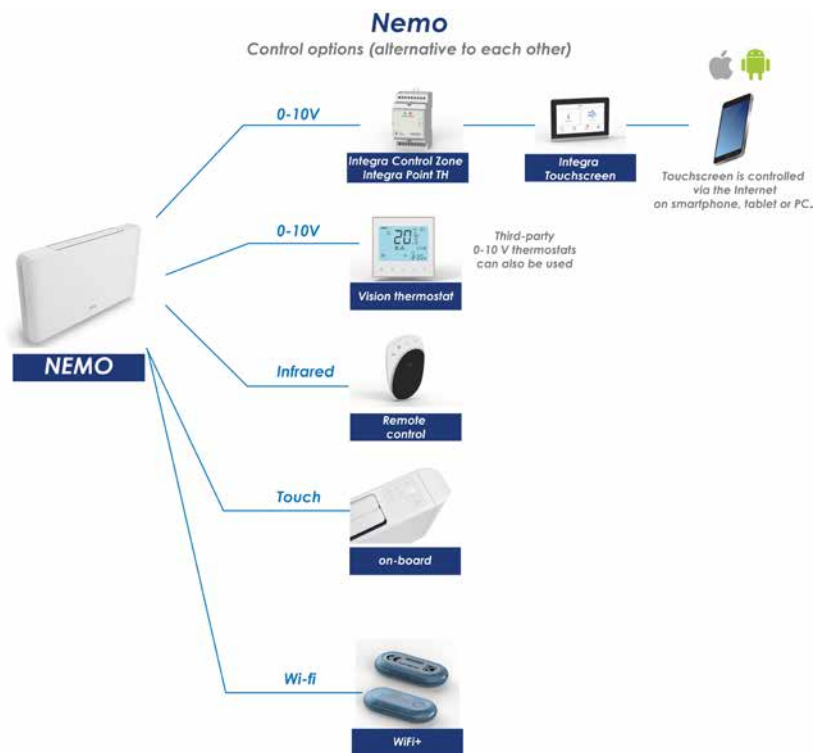 Nemo
Control options (alternative to each other)
0-10V
Integra Control Zone
Integra Point TH
Integra
Touchscreen
Touchscreen is controlled
via the Internet
on smartphone, tablet or PC.
0-10V
Vision thermostat
Third-party
0-10 V thermostats
can also be used
NEMO
Infrared
Remote
control
Touch
on-board
Wi-fi
WiFi+